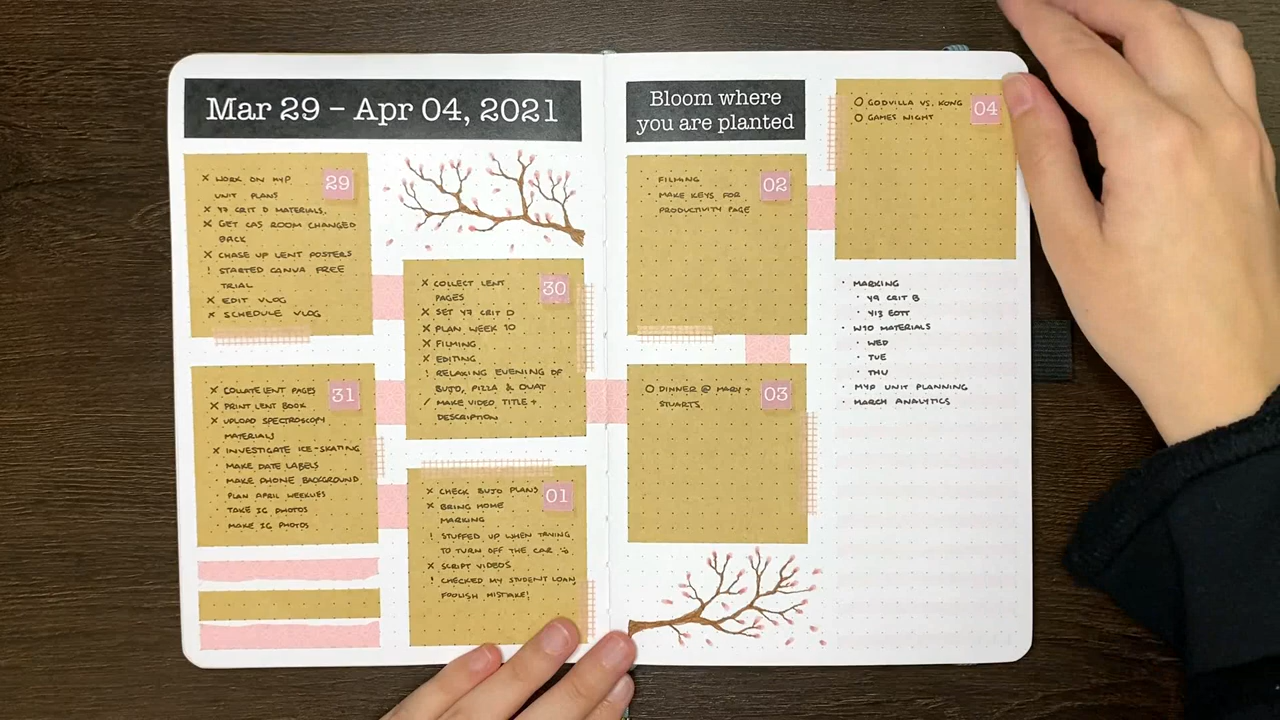 Mar 29 – Apr 04, 2021
29
× WORK ON MYP
UNIT PLANS
× Y7 CRIT D MATERIALS.
× GET CAS ROOM CHANGED
BACK
× CHASE UP LENT POSTERS
! STARTED CANVA FREE
TRIAL
× EDIT VLOG
× SCHEDULE VLOG
30
× COLLECT LENT
PAGES
× SET Y7 CRIT D
× PLAN WEEK 10
× FILMING
× EDITING
! RELAXING EVENING OF
BUJO, PIZZA & OUAT
/ MAKE VIDEO TITLE +
DESCRIPTION
31
× COLLATE LENT PAGES
× PRINT LENT BOOK
× UPLOAD SPECTROSCOPY
MATERIALS
× INVESTIGATE ICE-SKATING
· MAKE DATE LABELS
· MAKE PHONE BACKGROUND
· PLAN APRIL WEEKLIES
· TAKE IG PHOTOS
· MAKE IG PHOTOS
01
× CHECK BUJO PLANS
× BRING HOME
MARKING
! STUFFED UP WHEN TRYING
TO TURN OFF THE CAR
× SCRIPT VIDEOS
! CHECKED MY STUDENT LOAN
FOOLISH MISTAKE!
Bloom where
you are planted
02
· FILMING
· MAKE KEYS FOR
PRODUCTIVITY PAGE
03
O DINNER @ MARY +
STUARTS
04
O GODVILLA VS. KONG
O GAMES NIGHT
· MARKING
· Y9 CRIT B
· Y13 EOTT
· W10 MATERIALS
· WED
· TUE
· THU
· MYP UNIT PLANNING
· MARCH ANALYTICS